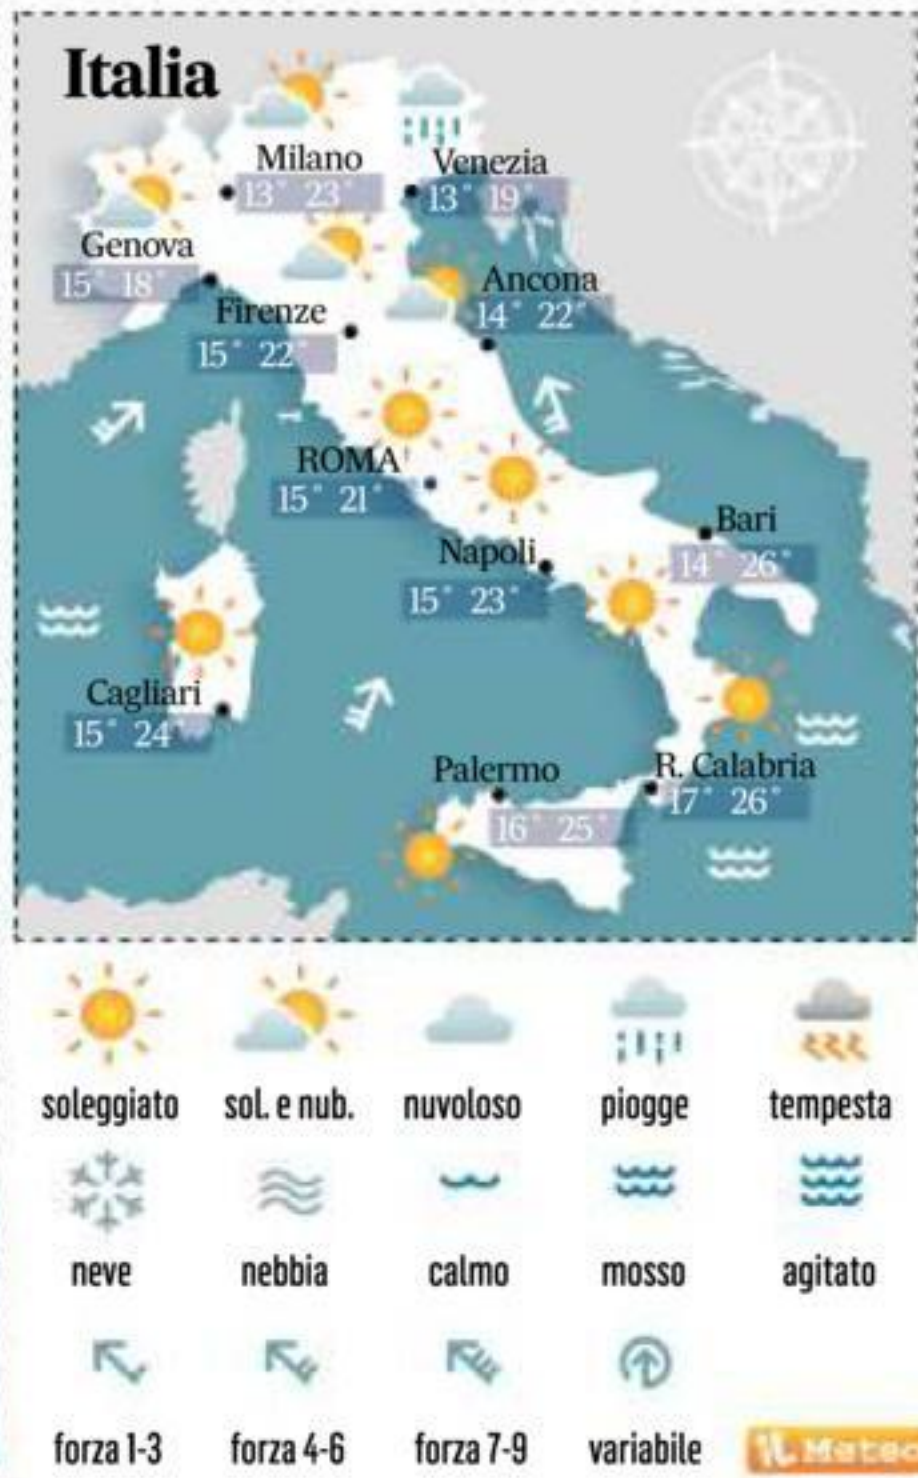 Italia
Milano
13° 23°
Venezia
13° 19°
Genova
15° 18°
Ancona
14° 22°
Firenze
15° 22°
ROMA
15° 21°
Bari
14° 26°
Napoli
15° 23°
Cagliari
15° 24°
Palermo
16° 25°
R. Calabria
17° 26°
soleggiato sol. e nub. nuvoloso piogge tempesta
neve nebbia calmo mosso agitato
forza 1-3 forza 4-6 forza 7-9 variabile
iL Meteo